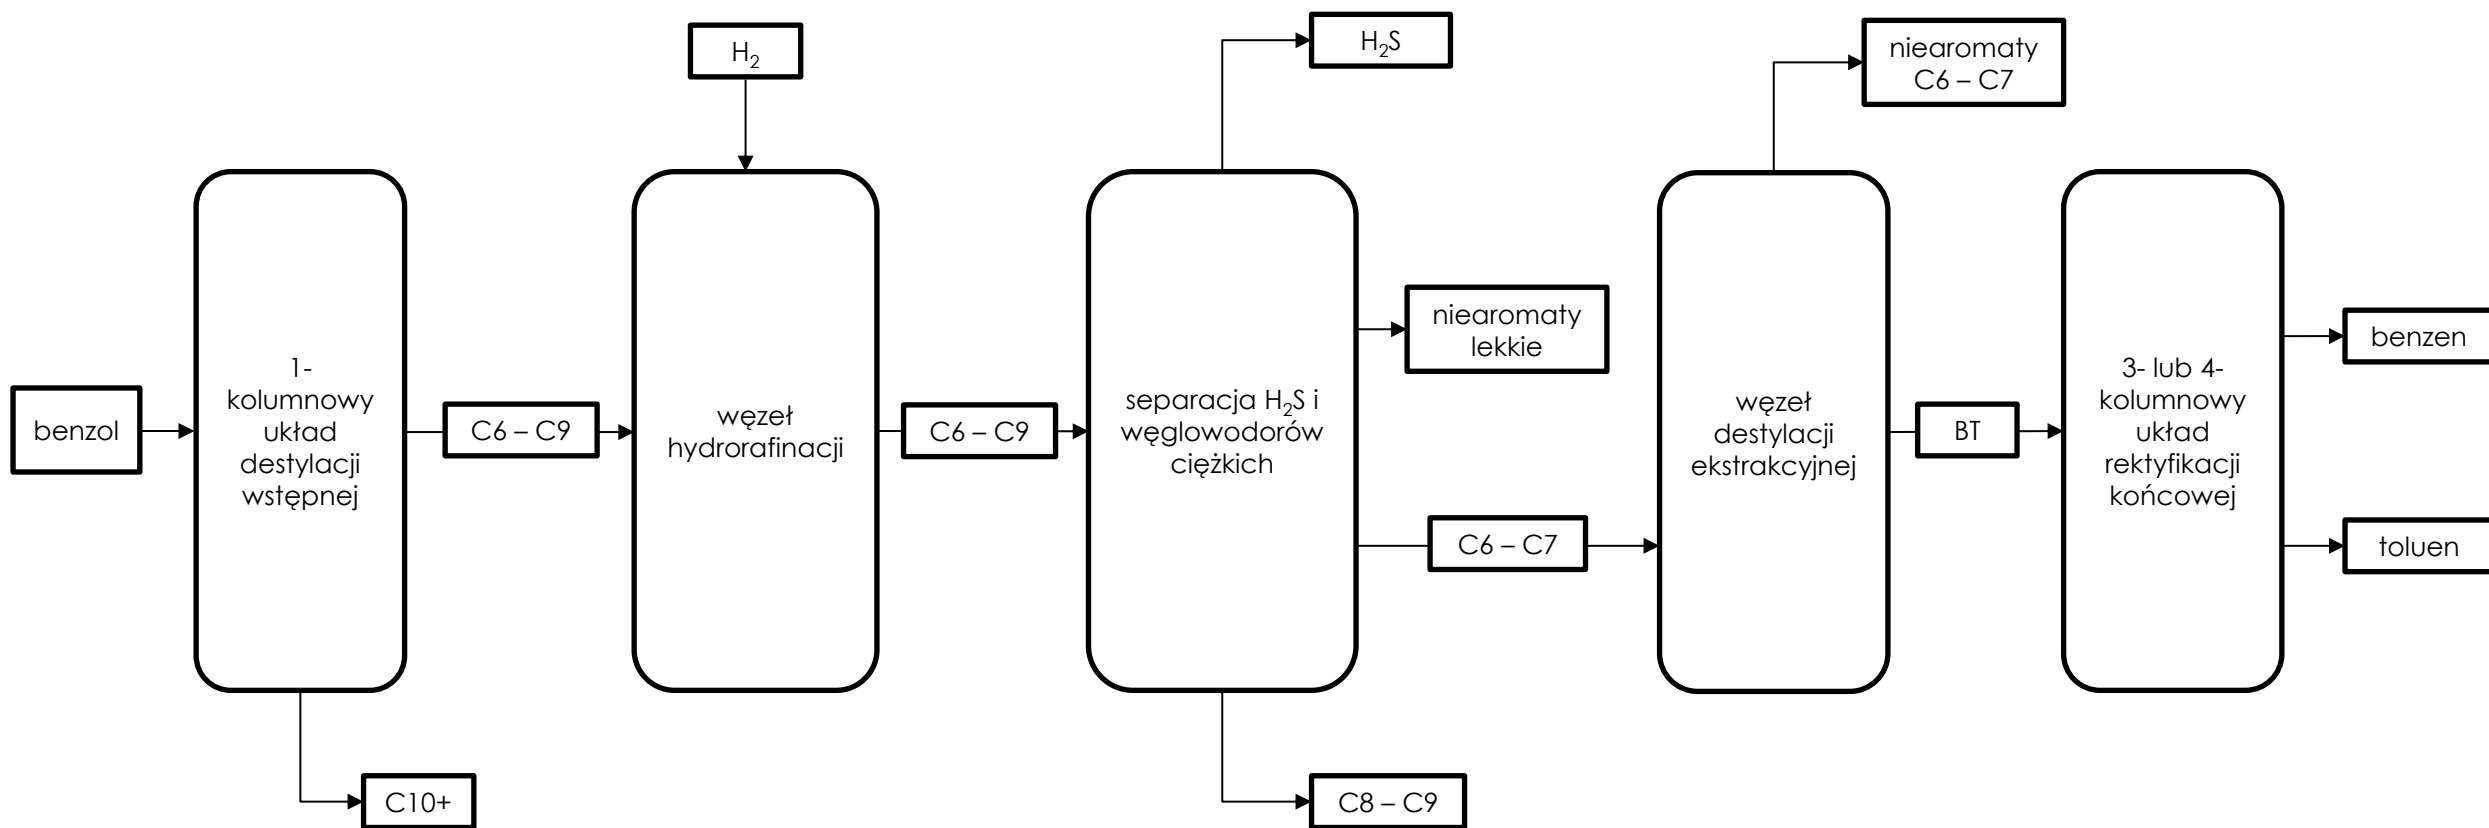 H₂
H₂S
niearomaty
C6 – C7
benzol
1-
kolumnowy
układ
destylacji
wstępnej
C6 – C9
węzeł
hydrorafinacji
C6 – C9
separacja H₂S i
węglowodorów
ciężkich
niearomaty
lekkie
C6 – C7
węzeł
destylacji
ekstrakcyjnej
BT
3- lub 4-
kolumnowy
układ
rektyfikacji
końcowej
benzen
toluen
C10+
C8 – C9